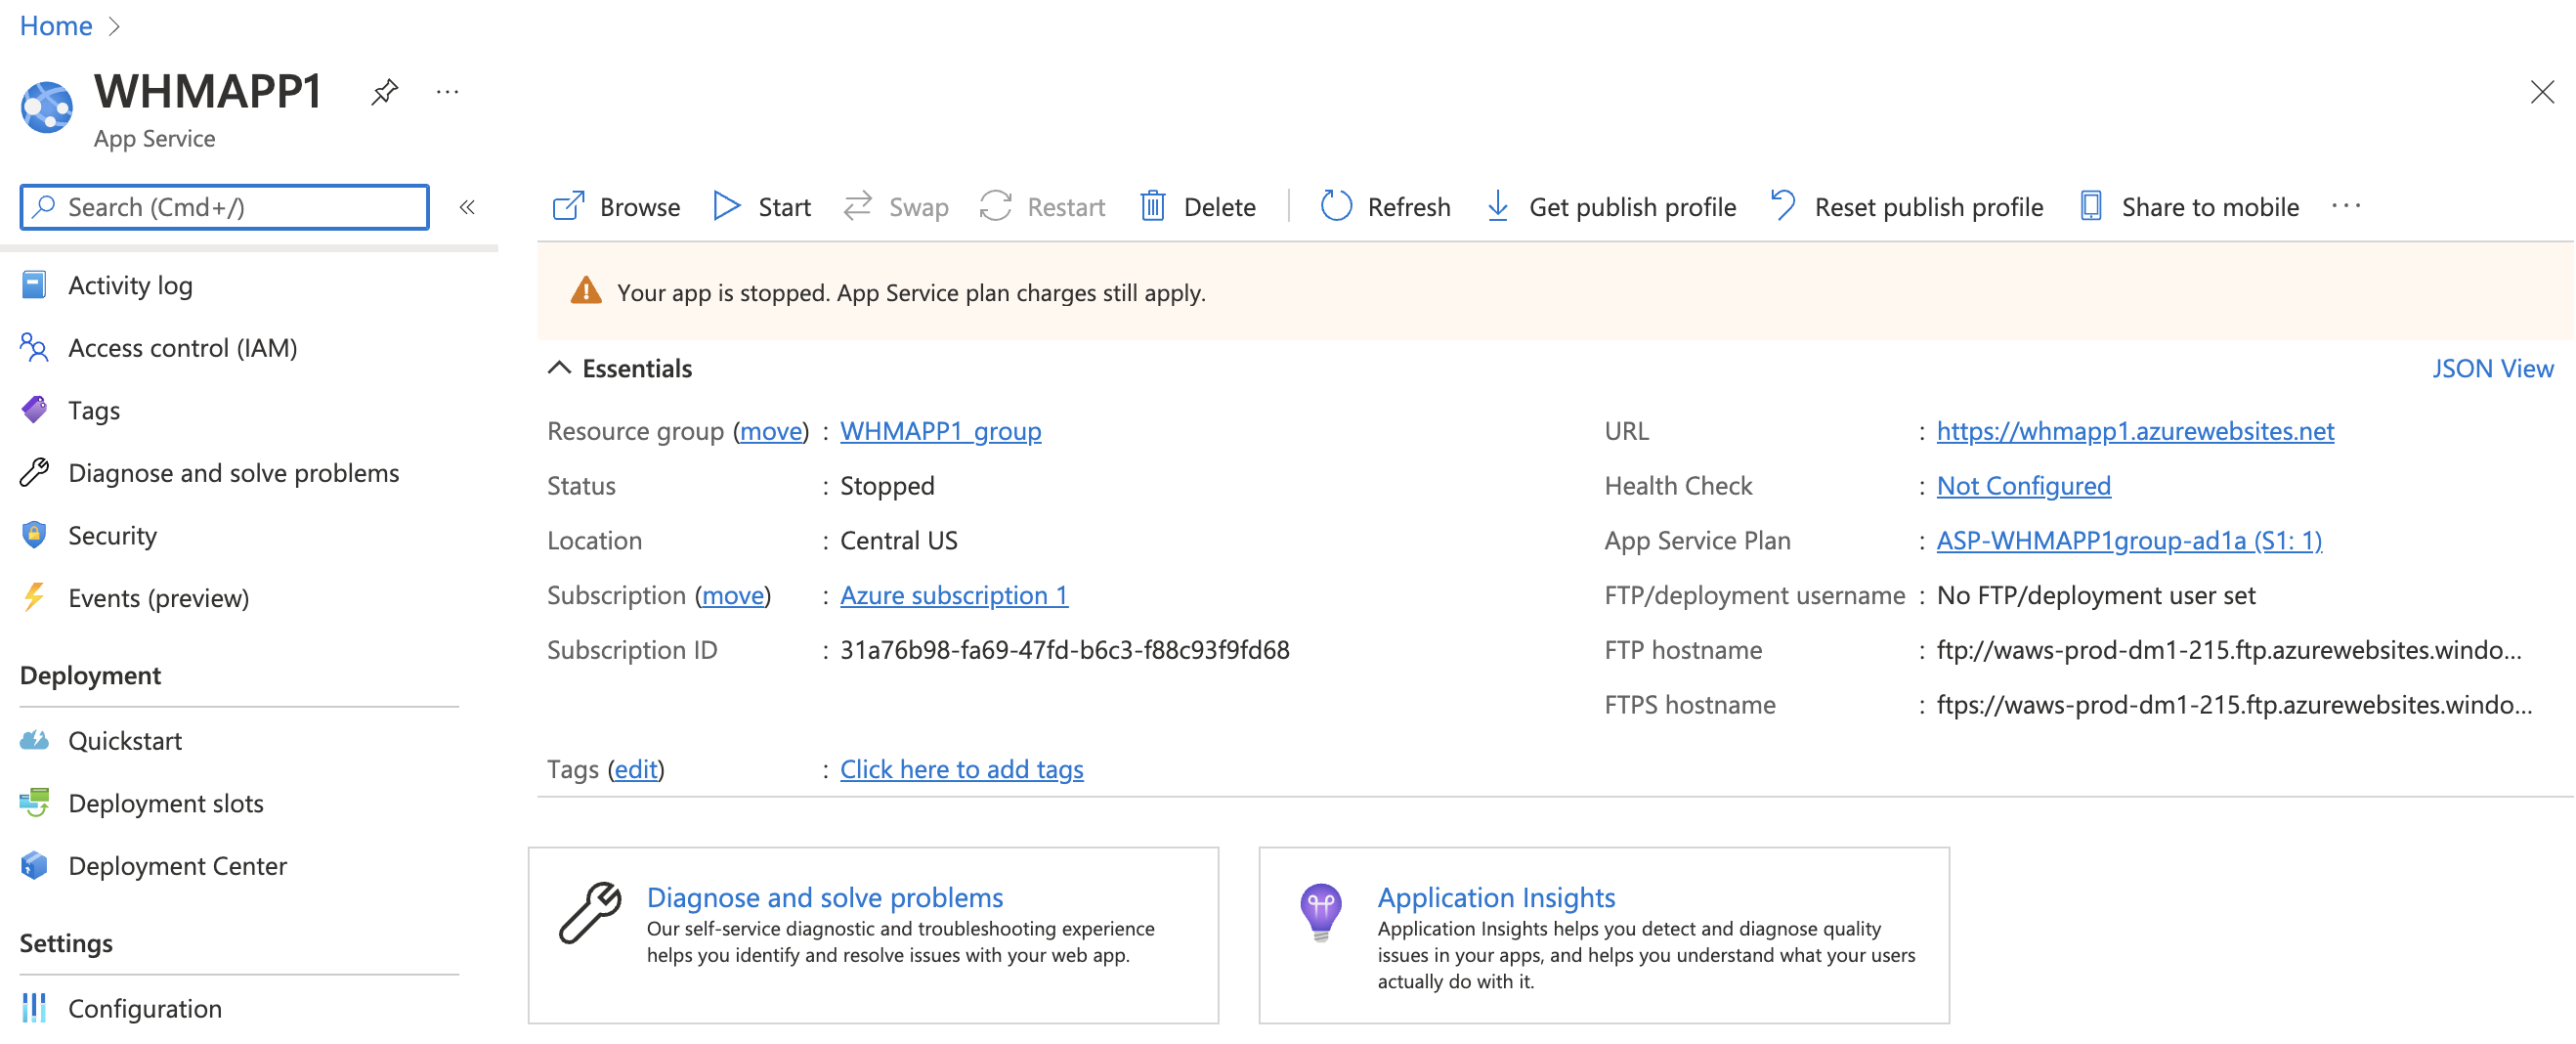 Home
WHMAPP1
...
App Service
Search (Cmd+/)
«
Activity log
Access control (IAM)
Tags
Diagnose and solve problems
Security
Events (preview)
Deployment
Quickstart
Deployment slots
Deployment Center
Settings
Configuration
Browse Start Swap Restart Delete Refresh Get publish profile Reset publish profile Share to mobile ...
Your app is stopped. App Service plan charges still apply.
Essentials
JSON View
Resource group (move) : WHMAPP1_group
Status : Stopped
Location : Central US
Subscription (move) : Azure subscription 1
Subscription ID : 31a76b98-fa69-47fd-b6c3-f88c93f9fd68
URL : https://whmapp1.azurewebsites.net
Health Check : Not Configured
App Service Plan : ASP-WHMAPP1group-ad1a (S1: 1)
FTP/deployment username : No FTP/deployment user set
FTP hostname : ftp://waws-prod-dm1-215.ftp.azurewebsites.windo...
FTPS hostname : ftps://waws-prod-dm1-215.ftp.azurewebsites.windo...
Tags (edit) : Click here to add tags
Diagnose and solve problems
Our self-service diagnostic and troubleshooting experience
helps you identify and resolve issues with your web app.
Application Insights
Application Insights helps you detect and diagnose quality
issues in your apps, and helps you understand what your users
actually do with it.